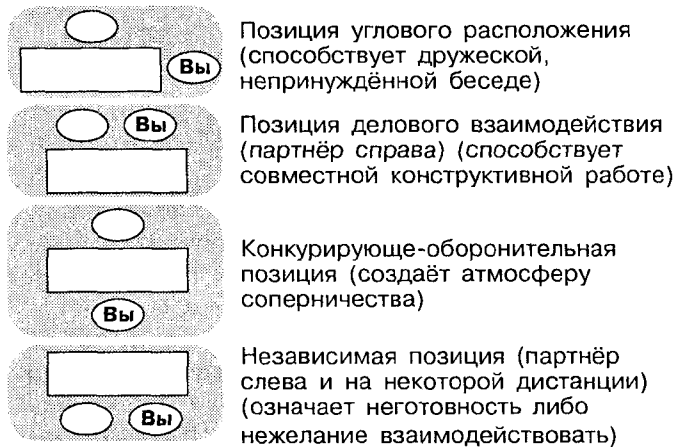 Вы
Позиция углового расположения
(способствует дружеской,
непринуждённой беседе)
Вы
Позиция делового взаимодействия
(партнёр справа) (способствует
совместной конструктивной работе)
Вы
Конкурирующе-оборонительная
позиция (создаёт атмосферу
соперничества)
Вы
Независимая позиция (партнёр
слева и на некоторой дистанции)
(означает неготовность либо
нежелание взаимодействовать)